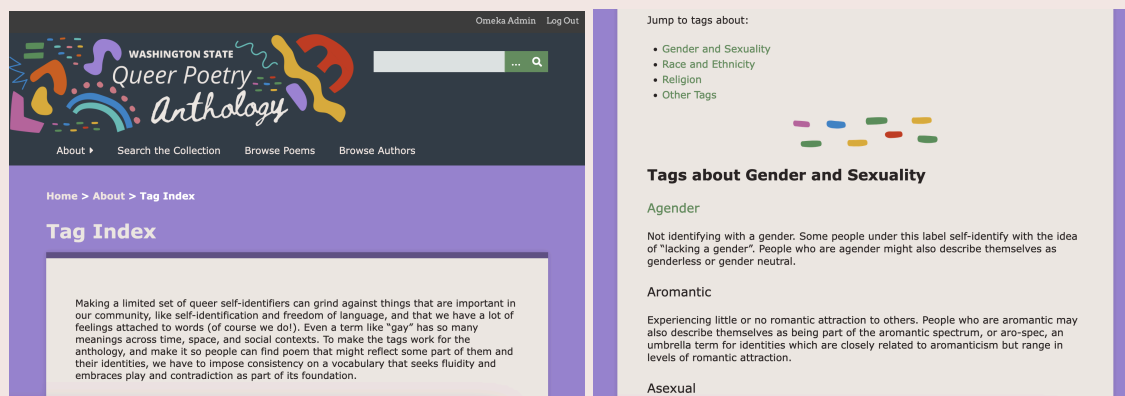 Omeka Admin Log Out
WASHINGTON STATE
Queer Poetry
Anthology
...
About Search the Collection Browse Poems Browse Authors
Home > About > Tag Index
Tag Index
Making a limited set of queer self-identifiers can grind against things that are important in
our community, like self-identification and freedom of language, and that we have a lot of
feelings attached to words (of course we do!). Even a term like “gay” has so many
meanings across time, space, and social contexts. To make the tags work for the
anthology, and make it so people can find poem that might reflect some part of them and
their identities, we have to impose consistency on a vocabulary that seeks fluidity and
embraces play and contradiction as part of its foundation.
Jump to tags about:
• Gender and Sexuality
• Race and Ethnicity
• Religion
• Other Tags
Tags about Gender and Sexuality
Agender
Not identifying with a gender. Some people under this label self-identify with the idea
of “lacking a gender”. People who are agender might also describe themselves as
genderless or gender neutral.
Aromantic
Experiencing little or no romantic attraction to others. People who are aromantic may
also describe themselves as being part of the aromantic spectrum, or aro-spec, an
umbrella term for identities which are closely related to aromanticism but range in
levels of romantic attraction.
Asexual